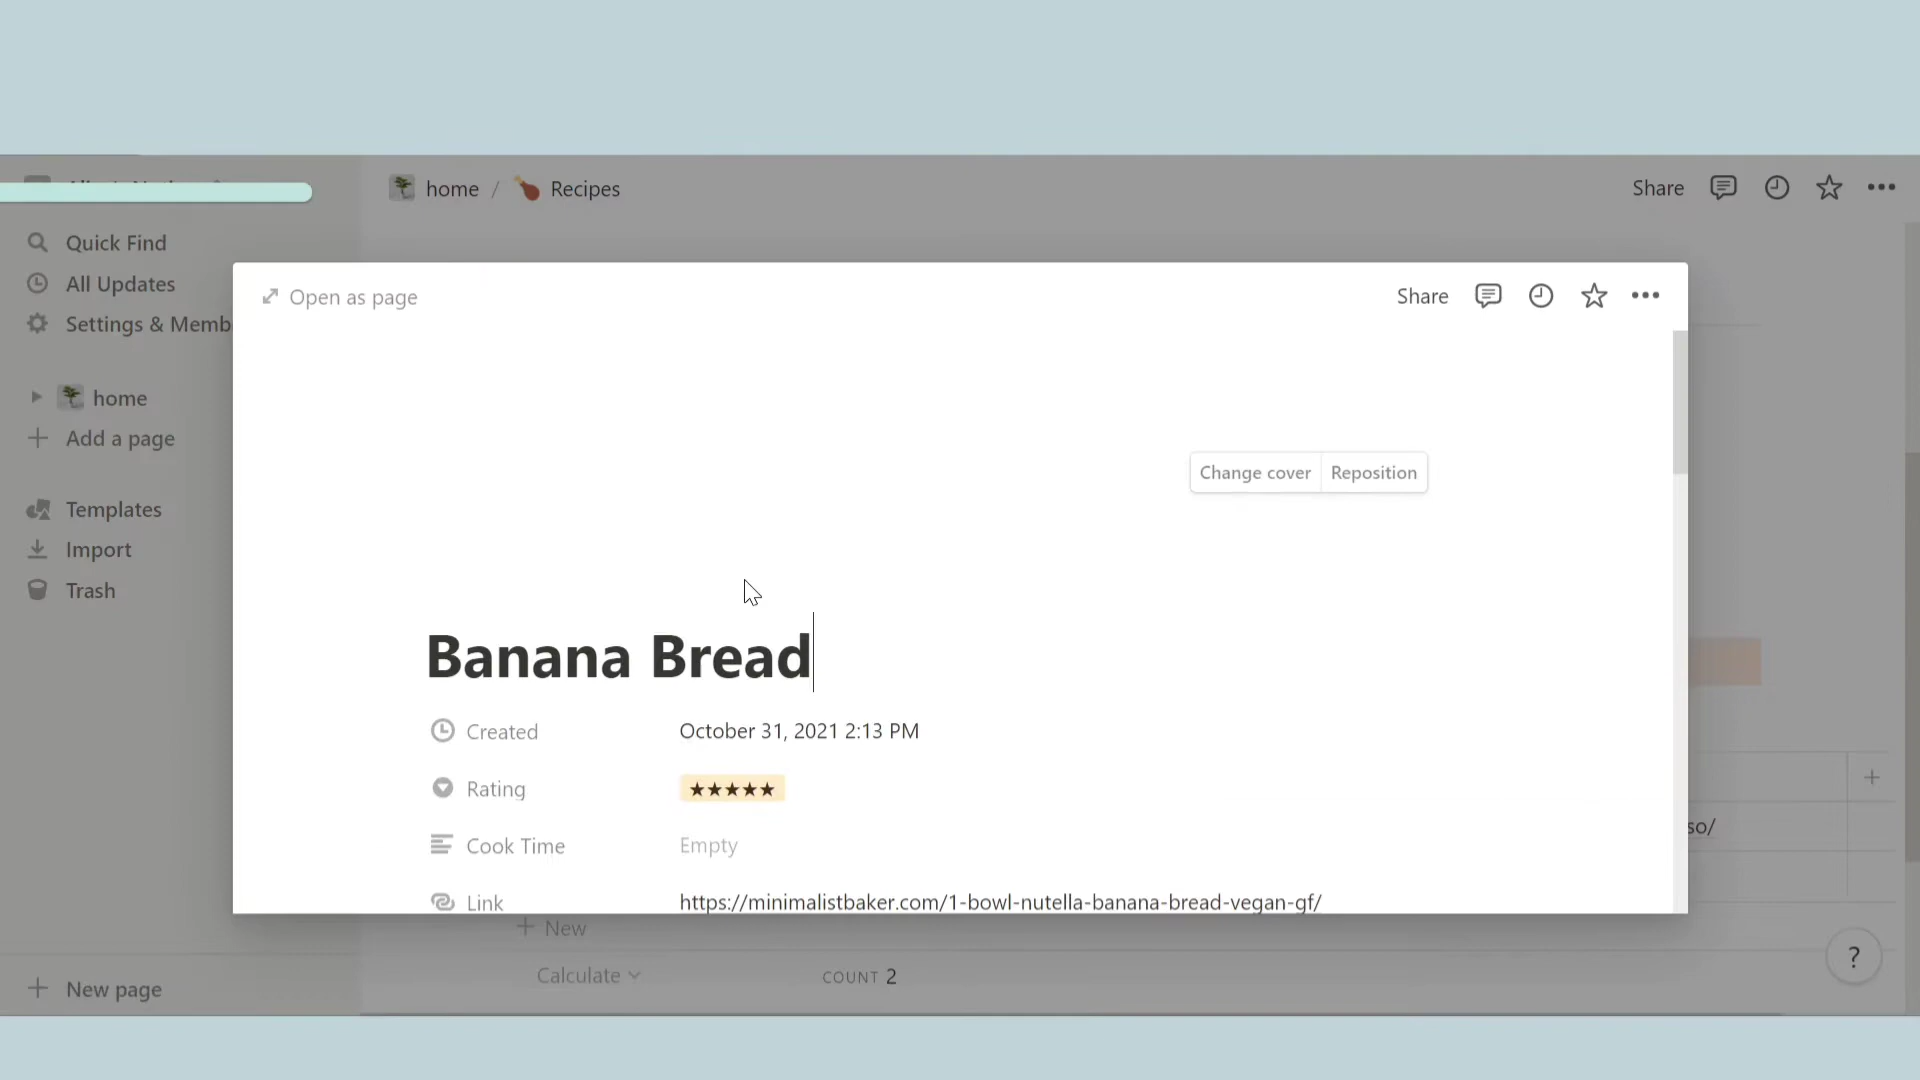 home / Recipes
Share
Quick Find
All Updates
Settings & Memb
home
Add a page
Templates
Import
Trash
Open as page
Share
Change cover Reposition
Banana Bread
Created October 31, 2021 2:13 PM
Rating ★★★★★
Cook Time Empty
Link https://minimalistbaker.com/1-bowl-nutella-banana-bread-vegan-gf/
so/
+ New
Calculate COUNT 2
+ New page
?